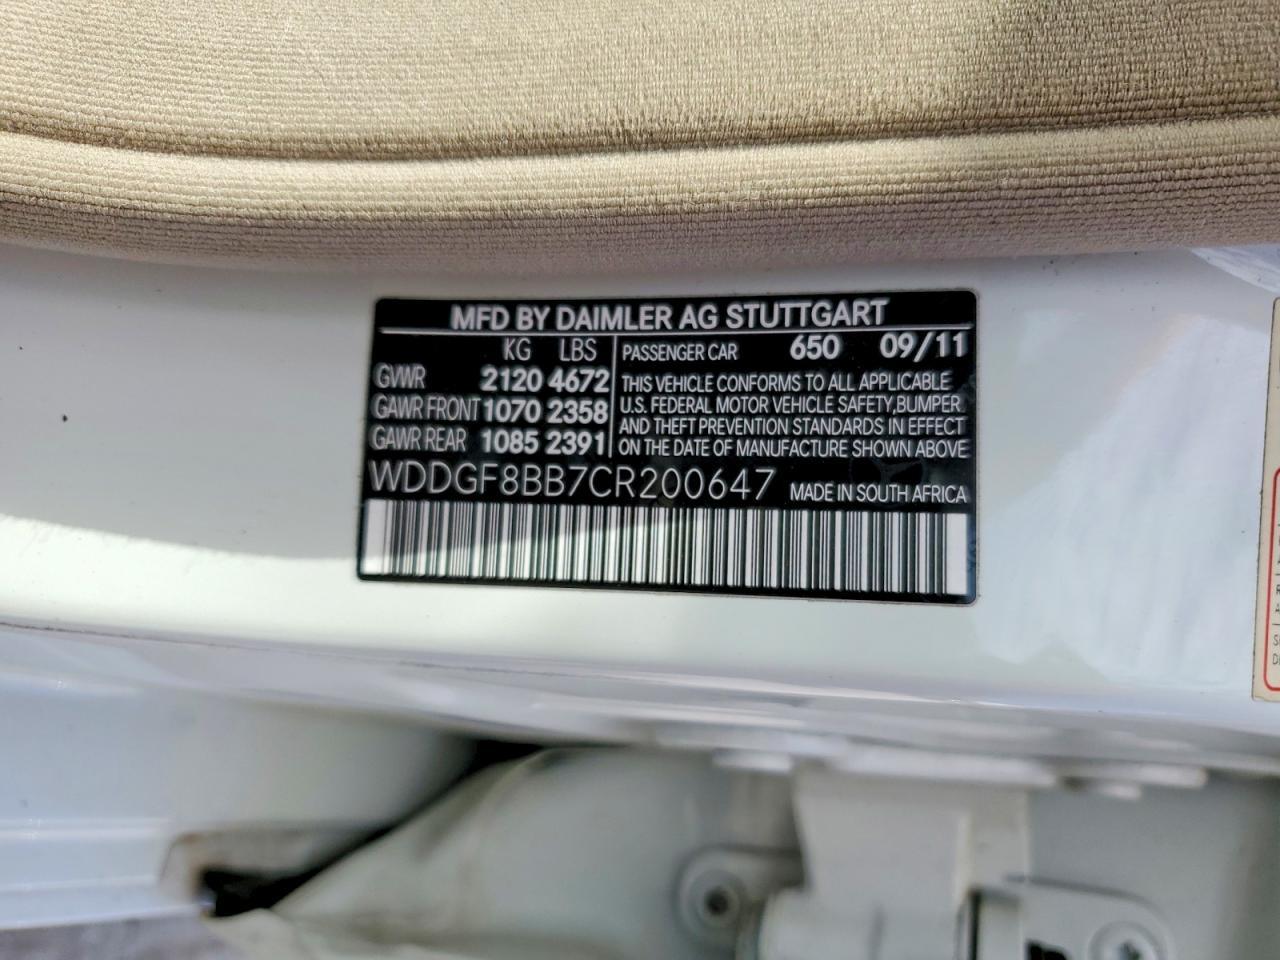 MFD BY DAIMLER AG STUTTGART
KG LBS
GVWR 2120 4672
GAWR FRONT 1070 2358
GAWR REAR 1085 2391
PASSENGER CAR 650 09/11
THIS VEHICLE CONFORMS TO ALL APPLICABLE
U.S. FEDERAL MOTOR VEHICLE SAFETY,BUMPER
AND THEFT PREVENTION STANDARDS IN EFFECT
ON THE DATE OF MANUFACTURE SHOWN ABOVE
WDDGF8BB7CR200647 MADE IN SOUTH AFRICA